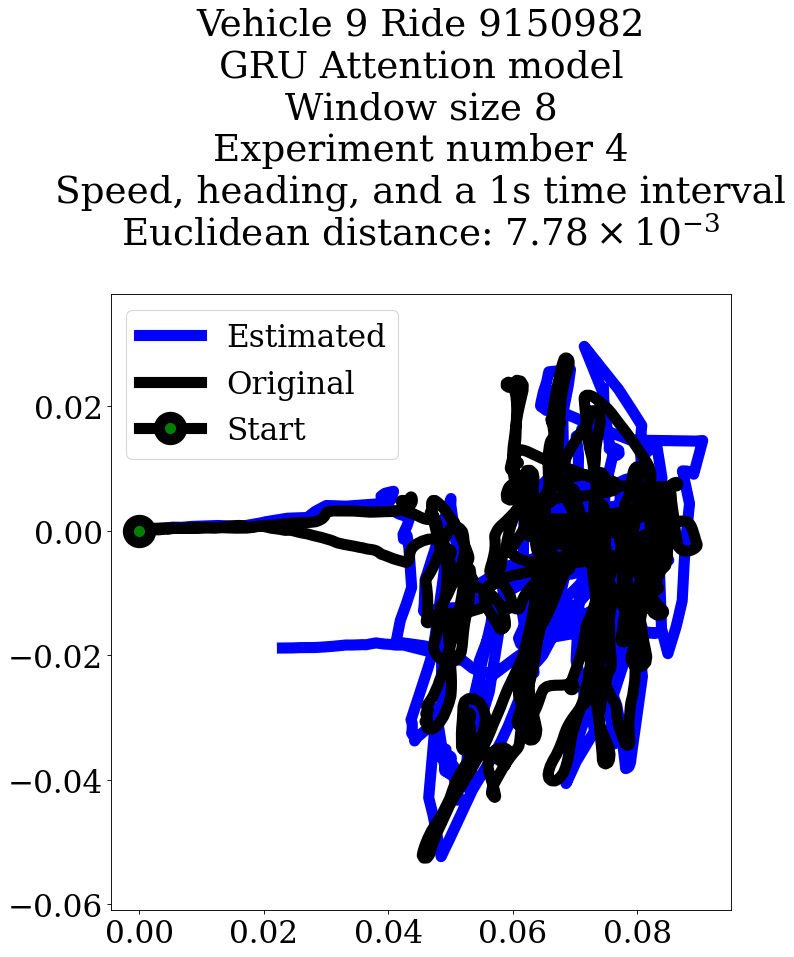 Vehicle 9 Ride 9150982
GRU Attention model
Window size 8
Experiment number 4
Speed, heading, and a 1s time interval
Euclidean distance: 7.78 × 10⁻³
Estimated
Original
Start
0.02
0.00
−0.02
−0.04
−0.06
0.00 0.02 0.04 0.06 0.08